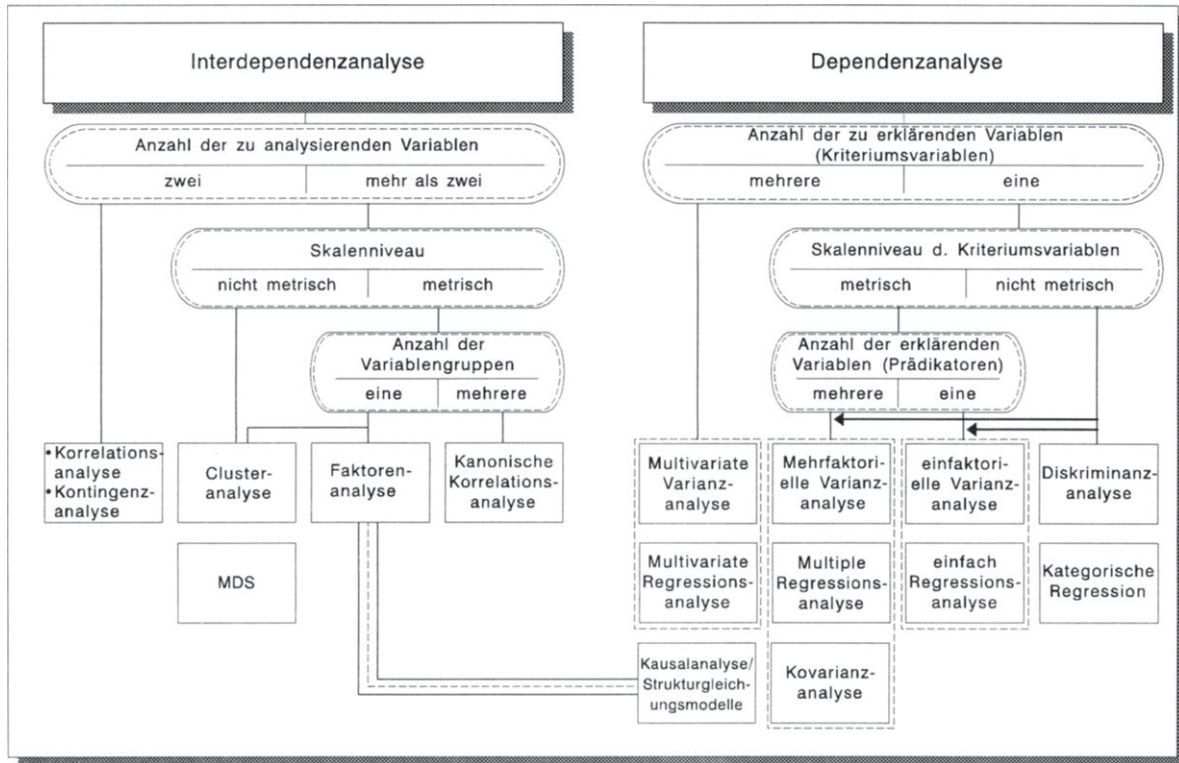 Interdependenzanalyse
Anzahl der zu analysierenden Variablen
zwei
mehr als zwei
Skalenniveau
nicht metrisch
metrisch
Anzahl der
Variablengruppen
eine
mehrere
• Korrelations-
analyse
• Kontingenz-
analyse
Cluster-
analyse
Faktoren-
analyse
Kanonische
Korrelations-
analyse
MDS
Dependenzanalyse
Anzahl der zu erklärenden Variablen
(Kriteriumsvariablen)
mehrere
eine
Skalenniveau d. Kriteriumsvariablen
metrisch
nicht metrisch
Anzahl der erklärenden
Variablen (Prädikatoren)
mehrere
eine
Multivariate
Varianz-
analyse
Mehrfaktori-
elle Varianz-
analyse
einfaktori-
elle Varianz-
analyse
Diskriminanz-
analyse
Multivariate
Regressions-
analyse
Multiple
Regressions-
analyse
einfach
Regressions-
analyse
Kategorische
Regression
Kausalanalyse/
Strukturgleich-
ungsmodelle
Kovarianz-
analyse